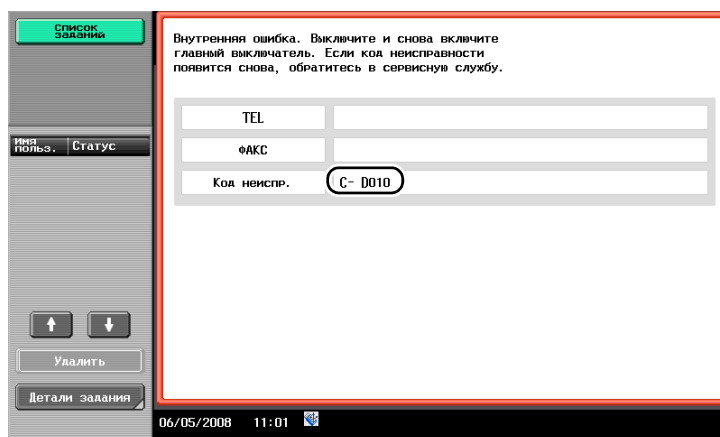 Список
заданий
Внутренняя ошибка. Выключите и снова включите
главный выключатель. Если код неисправности
появится снова, обратитесь в сервисную службу.
TEL
ФАКС
Имя
польз.
Статус
Код неиспр.
C- D010
Удалить
Детали задания
06/05/2008 11:01